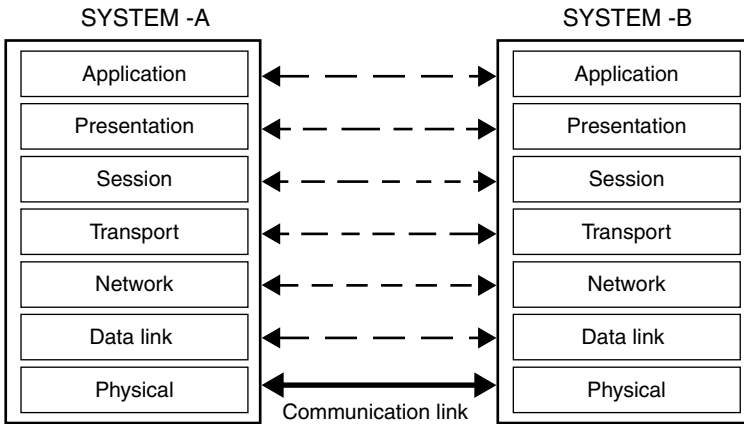 SYSTEM -A
SYSTEM -B
Application
Application
Presentation
Presentation
Session
Session
Transport
Transport
Network
Network
Data link
Data link
Physical
Physical
Communication link